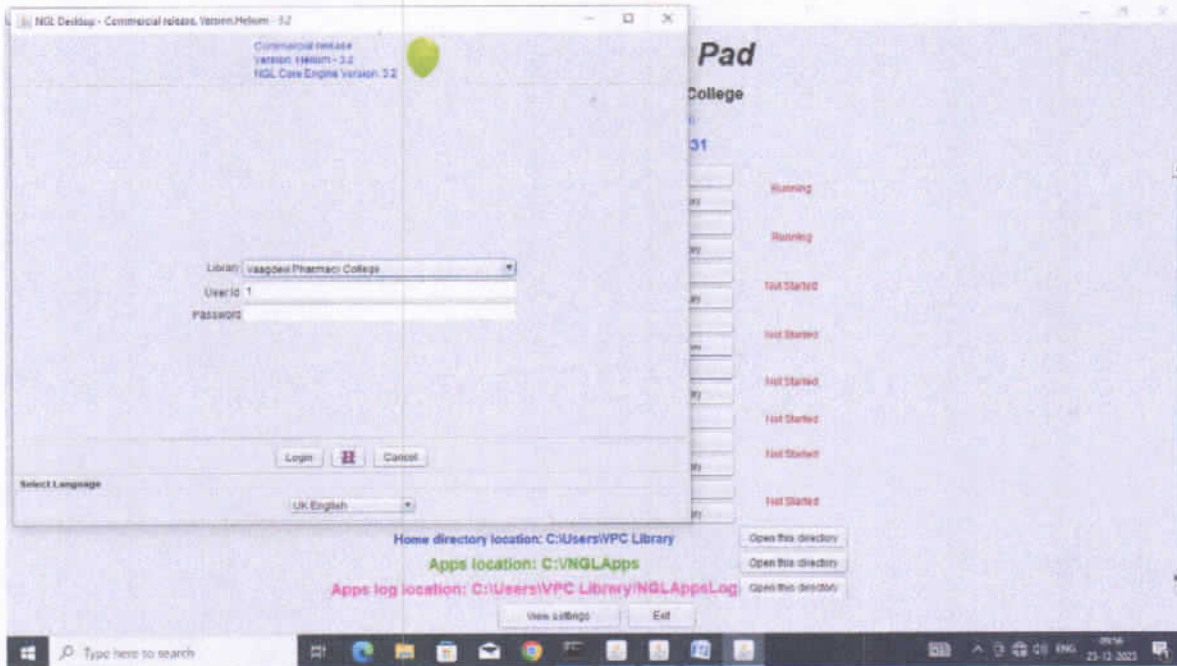 NGL Desktop - Commercial release, Version:Helium - 3.2
Commercial release
Version: Helium - 3.2
NGL Core Engine Version: 3.2
Pad
College
31
Running
Running
Library Vaagdevi Pharmaci College
Not Started
User Id 1
Password
Not Started
Not Started
Not Started
Login
Cancel
Not Started
Select Language
UK English
Not Started
Home directory location: C:\Users\VPC Library
Open this directory
Apps location: C:\NGLApps
Open this directory
Apps log location: C:\Users\VPC Library\NGLAppsLog
Open this directory
View settings
Exit
Type here to search
ENG
09:56
23-12-2023